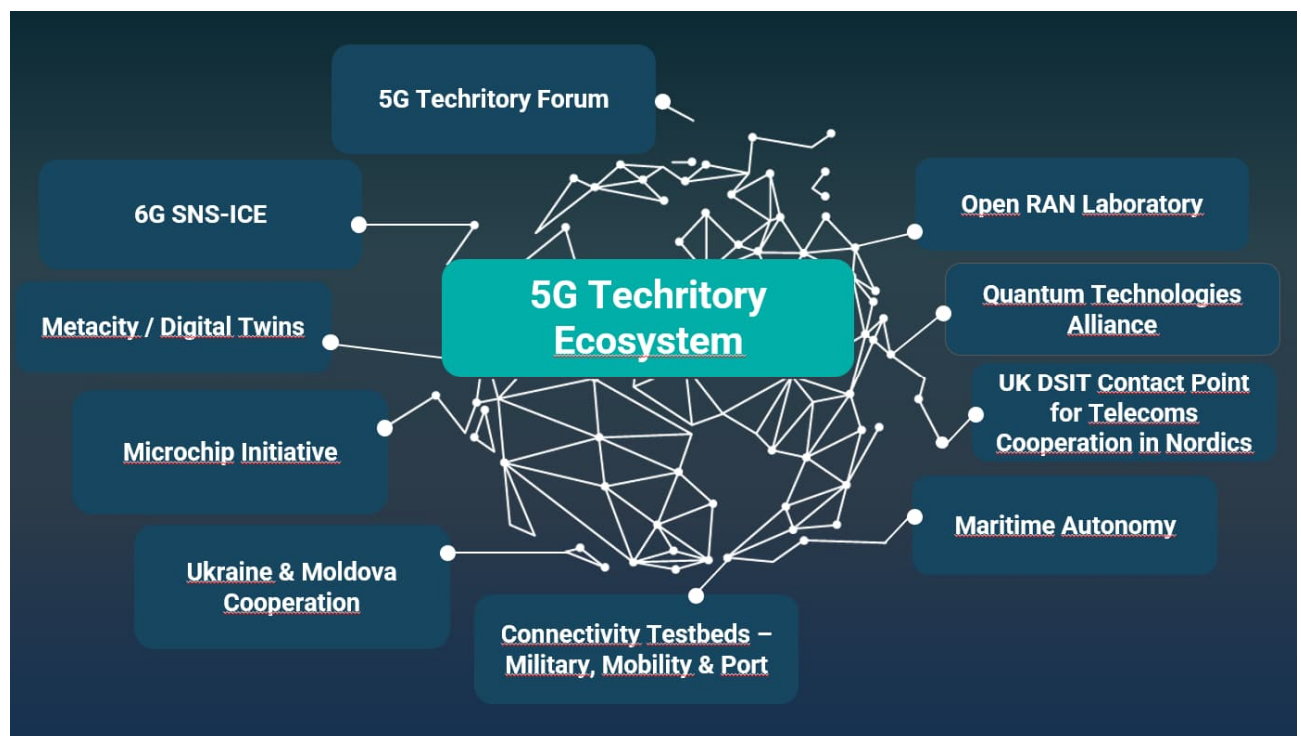 5G Techritory Forum
6G SNS-ICE
Open RAN Laboratory
5G Techritory
Ecosystem
Quantum Technologies
Alliance
Metacity / Digital Twins
UK DSIT Contact Point
for Telecoms
Cooperation in Nordics
Microchip Initiative
Maritime Autonomy
Ukraine & Moldova
Cooperation
Connectivity Testbeds –
Military, Mobility & Port